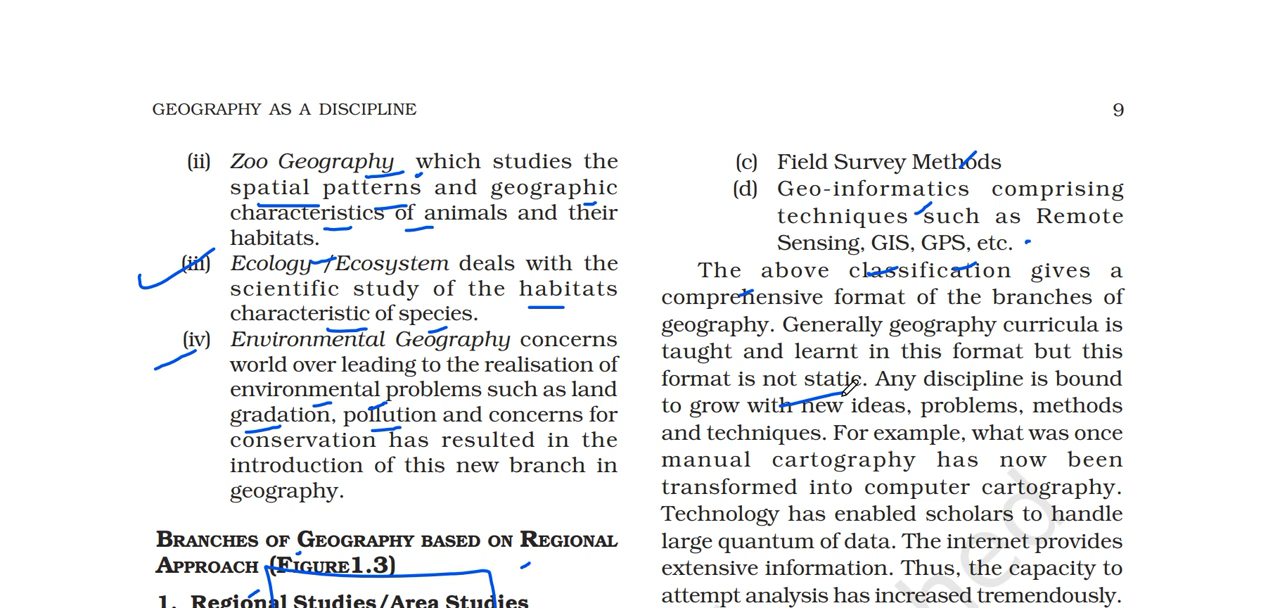 GEOGRAPHY AS A DISCIPLINE
9
(ii) Zoo Geography which studies the
spatial patterns and geographic
characteristics of animals and their
habitats.
(iii) Ecology /Ecosystem deals with the
scientific study of the habitats
characteristic of species.
(iv) Environmental Geography concerns
world over leading to the realisation of
environmental problems such as land
gradation, pollution and concerns for
conservation has resulted in the
introduction of this new branch in
geography.
BRANCHES OF GEOGRAPHY BASED ON REGIONAL
APPROACH (FIGURE1.3)
1. Regional Studies/Area Studies
(c) Field Survey Methods
(d) Geo-informatics comprising
techniques such as Remote
Sensing, GIS, GPS, etc.
The above classification gives a
comprehensive format of the branches of
geography. Generally geography curricula is
taught and learnt in this format but this
format is not static. Any discipline is bound
to grow with new ideas, problems, methods
and techniques. For example, what was once
manual cartography has now been
transformed into computer cartography.
Technology has enabled scholars to handle
large quantum of data. The internet provides
extensive information. Thus, the capacity to
attempt analysis has increased tremendously.